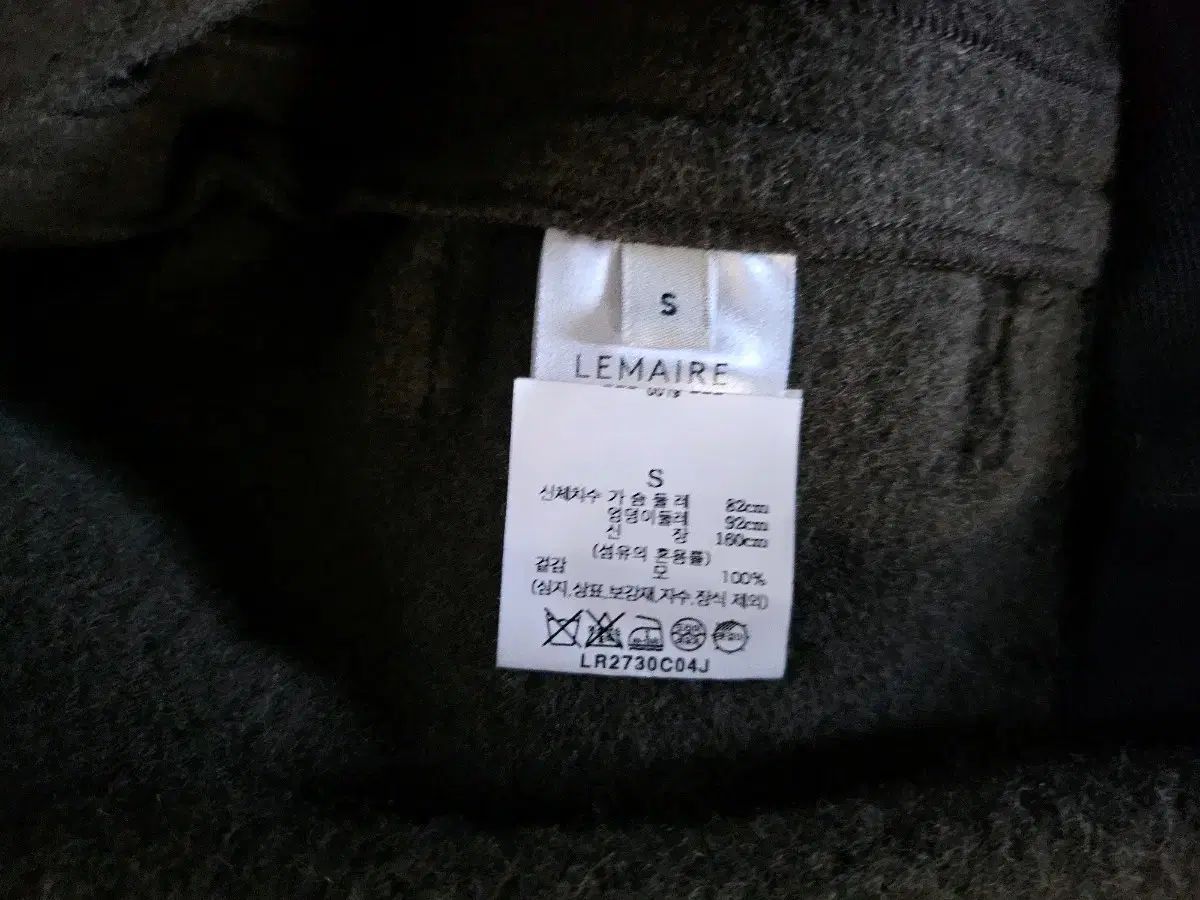 S
LEMAIRE
S
신체치수 가 슴 둘 레 82cm
엉덩이둘레 92cm
신 장 160cm
(섬유의 혼용률)
겉감 모 100%
(심지,상표,보강재,자수,장식 제외)
LR2730C04J